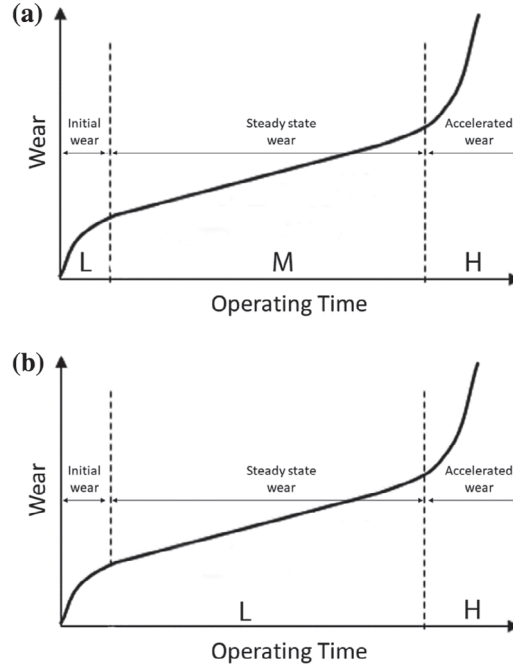 (a)
Initial wear
Steady state wear
Accelerated wear
Wear
L
M
H
Operating Time
(b)
Initial wear
Steady state wear
Accelerated wear
Wear
L
H
Operating Time